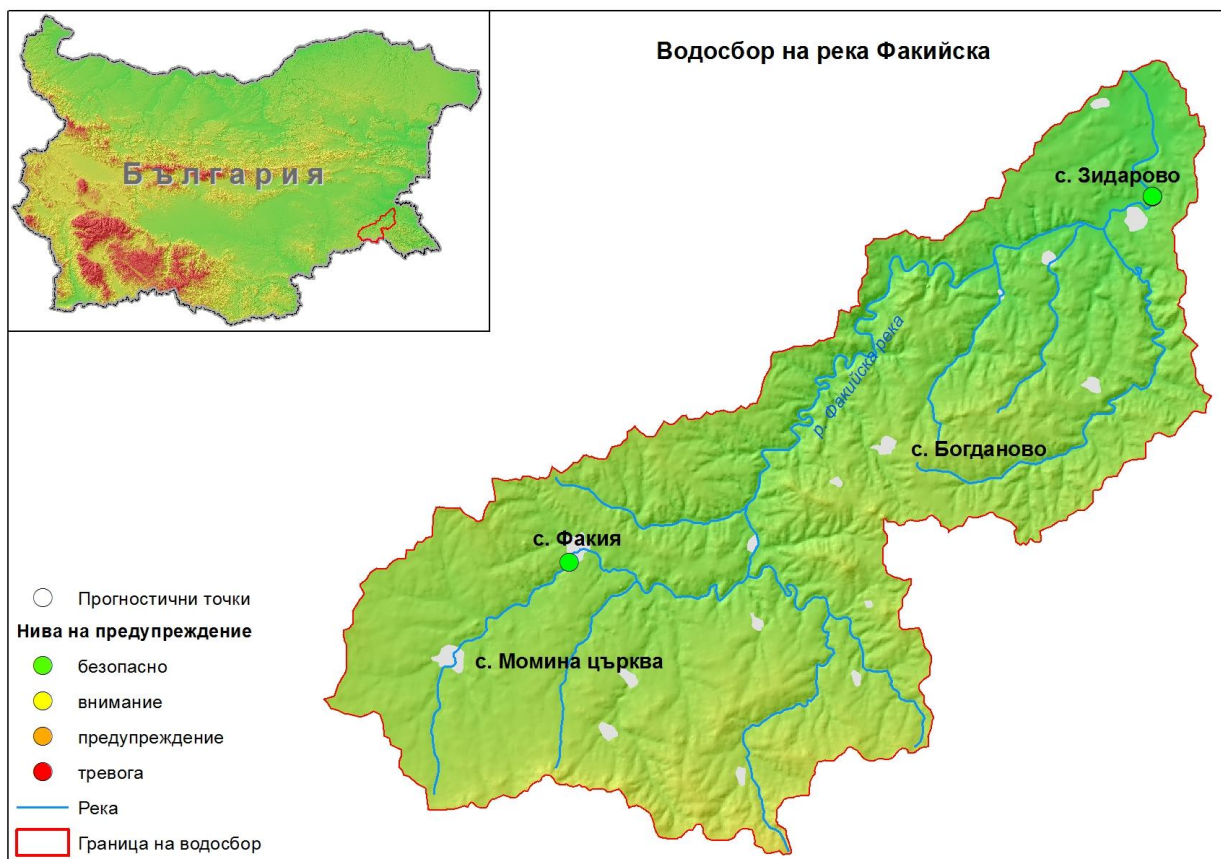 Водосбор на река Факийска
България
с. Зидарово
р. Факийска река
с. Богданово
с. Факия
с. Момина църква
Прогностични точки
Нива на предупреждение
безопасно
внимание
предупреждение
тревога
Река
Граница на водосбор